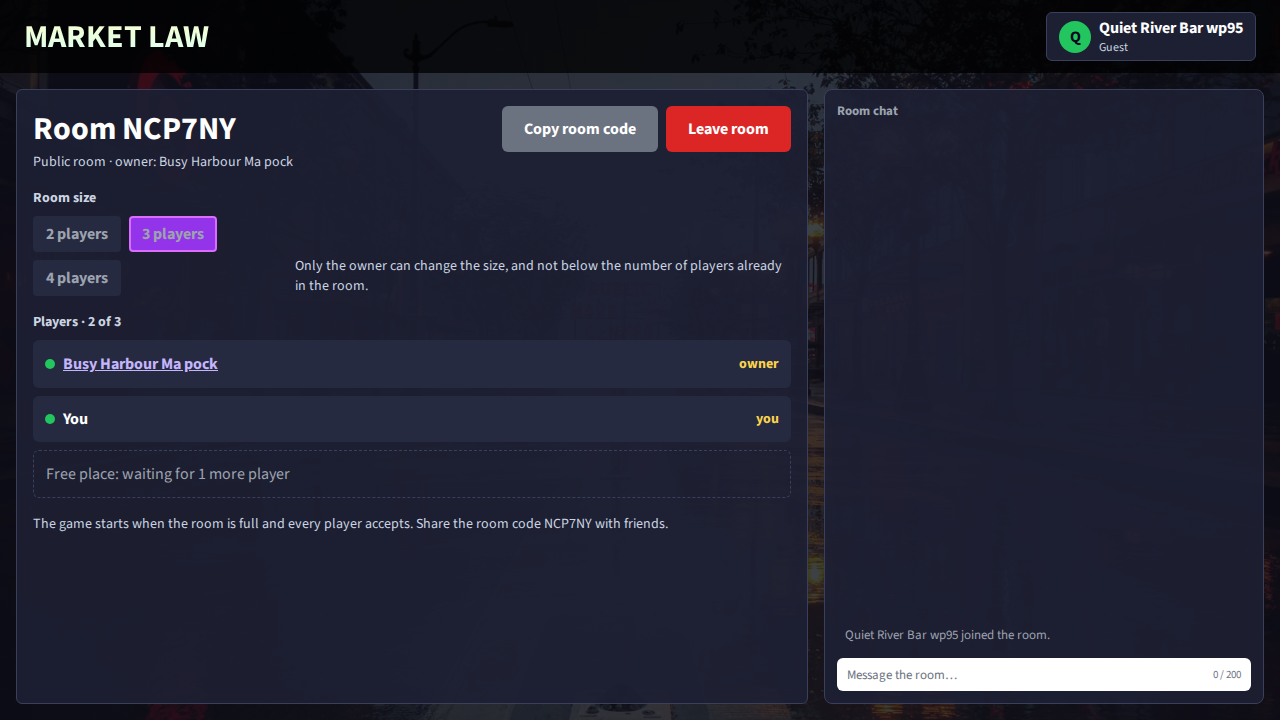 MARKET LAW
Q
Quiet River Bar wp95
Guest
Room NCP7NY
Public room · owner: Busy Harbour Ma pock
Copy room code
Leave room
Room size
2 players
3 players
4 players
Only the owner can change the size, and not below the number of players already
in the room.
Players · 2 of 3
Busy Harbour Ma pock
owner
You
you
Free place: waiting for 1 more player
The game starts when the room is full and every player accepts. Share the room code NCP7NY with friends.
Room chat
Quiet River Bar wp95 joined the room.
Message the room…
0 / 200